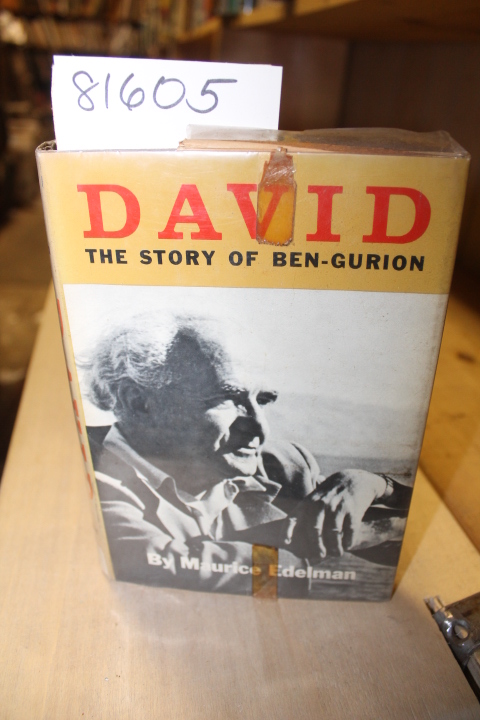 81605
DAVID
THE STORY OF BEN-GURION
By Maurice Edelman